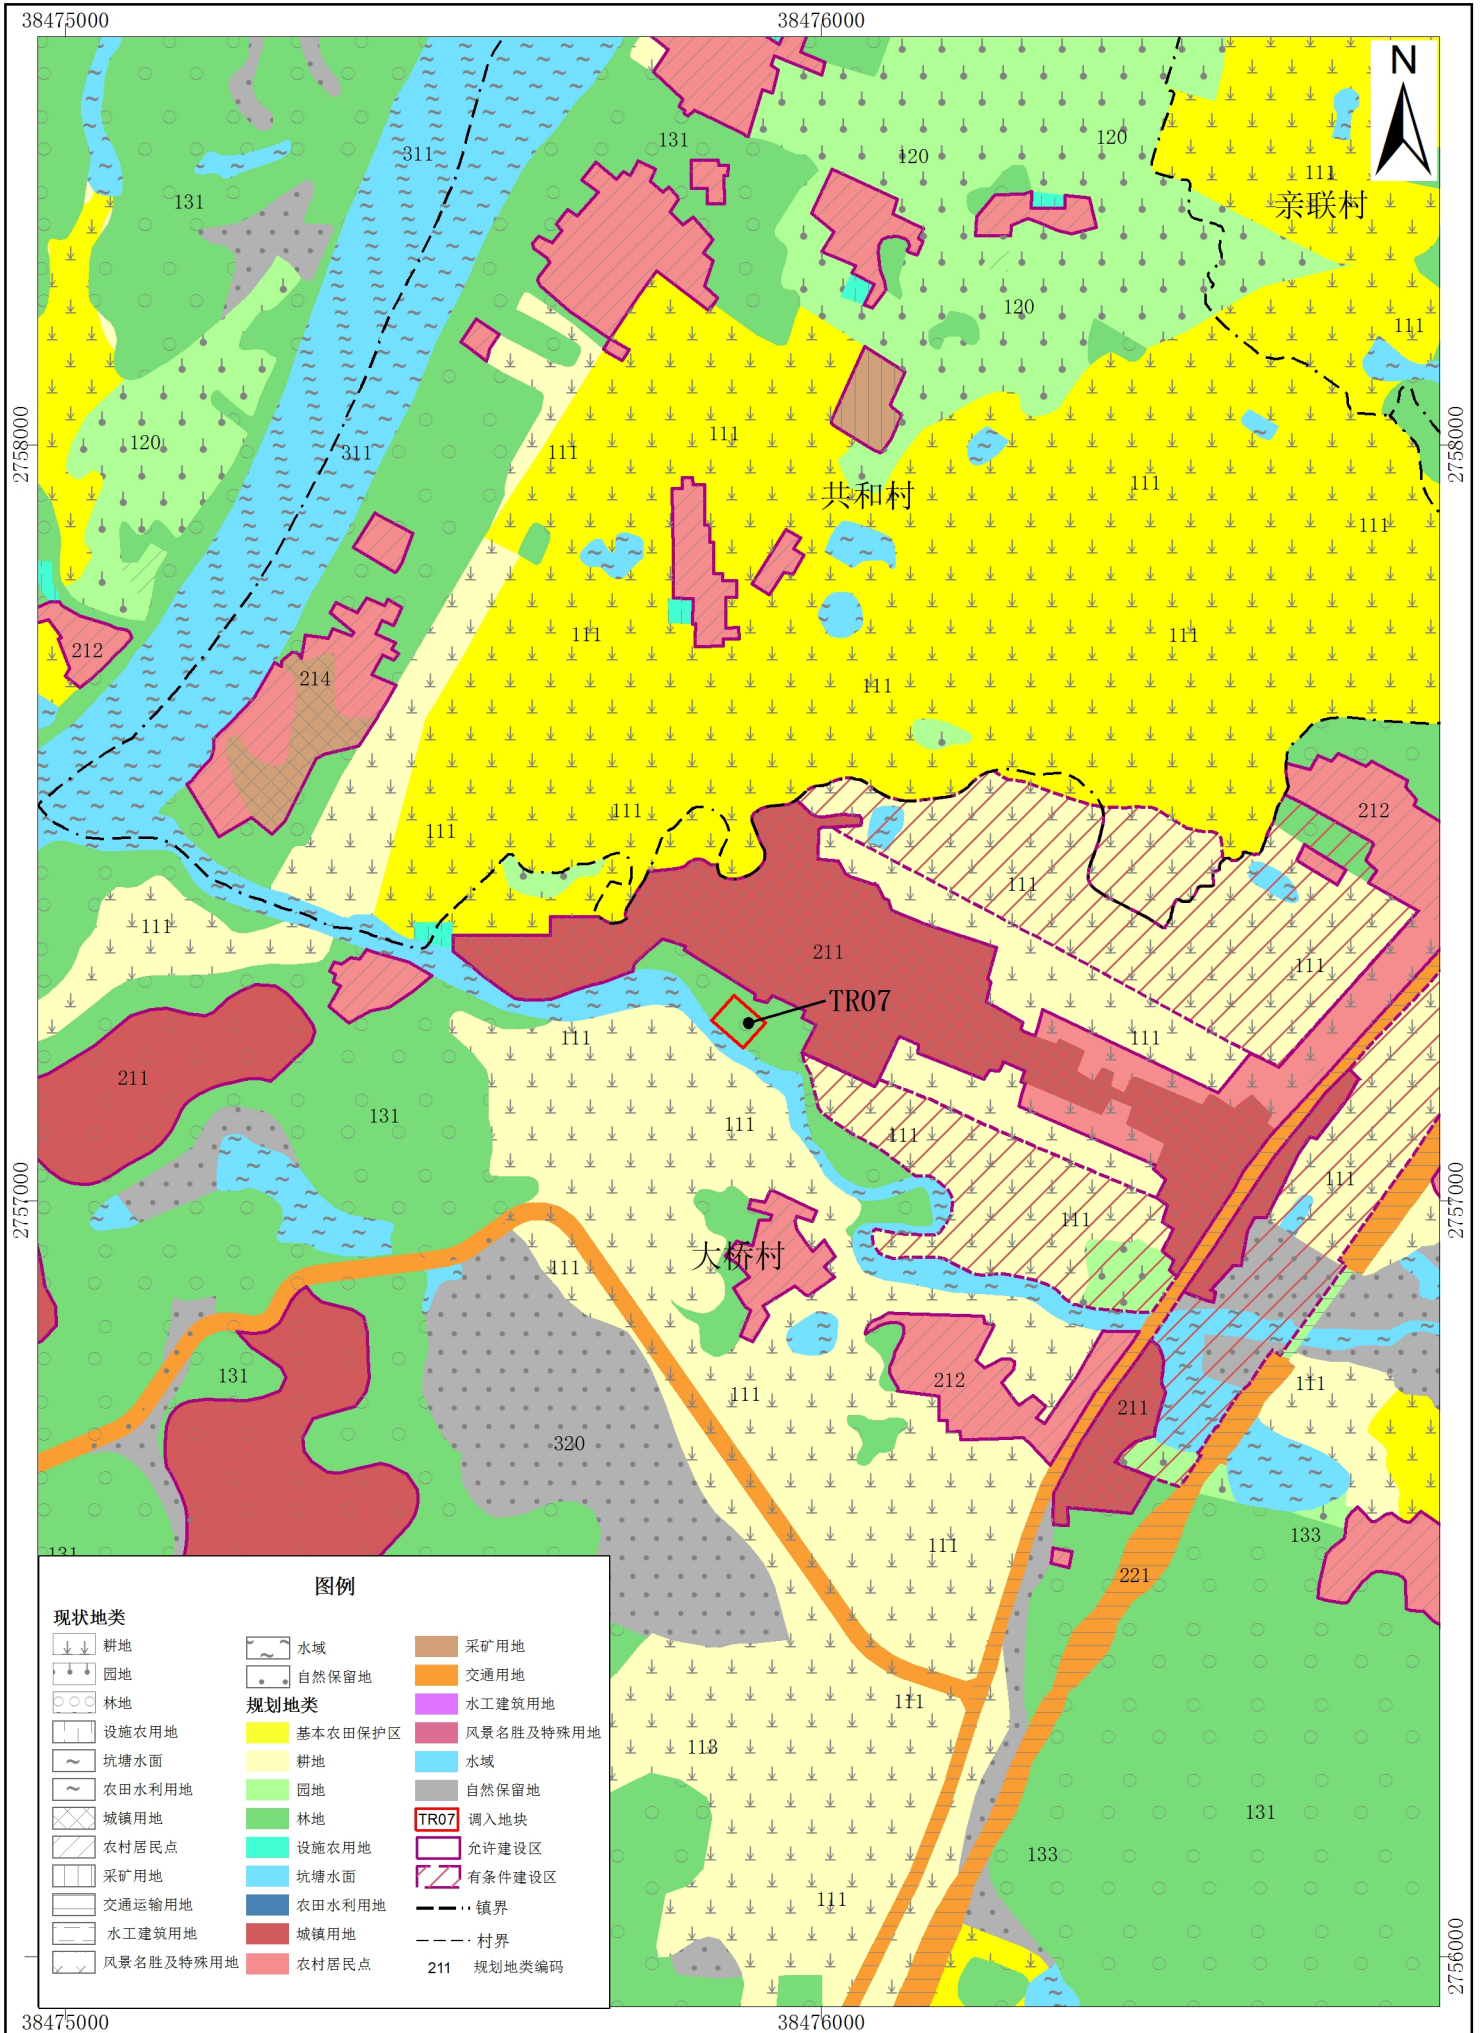 38475000 38476000
N
311
131
120
120
111
131
亲联村
120
111
2758000
120
311
111
111
111
2758000
共和村
111
111
111
212
214
111
111
111
111
212
111
111
211
111
TR07
111
111
211
131
111
111
111
2757000
111
2757000
大桥村
111
131
111
212
111
211
320
111
133
131
221
111
113
131
133
111
2756000
图例
现状地类
耕地
园地
林地
设施农用地
坑塘水面
农田水利用地
城镇用地
农村居民点
采矿用地
交通运输用地
水工建筑用地
风景名胜及特殊用地
水域
自然保留地
规划地类
基本农田保护区
耕地
园地
林地
设施农用地
坑塘水面
农田水利用地
城镇用地
农村居民点
采矿用地
交通用地
水工建筑用地
风景名胜及特殊用地
水域
自然保留地
TR07 调入地块
允许建设区
有条件建设区
镇界
村界
211 规划地类编码
38475000 38476000